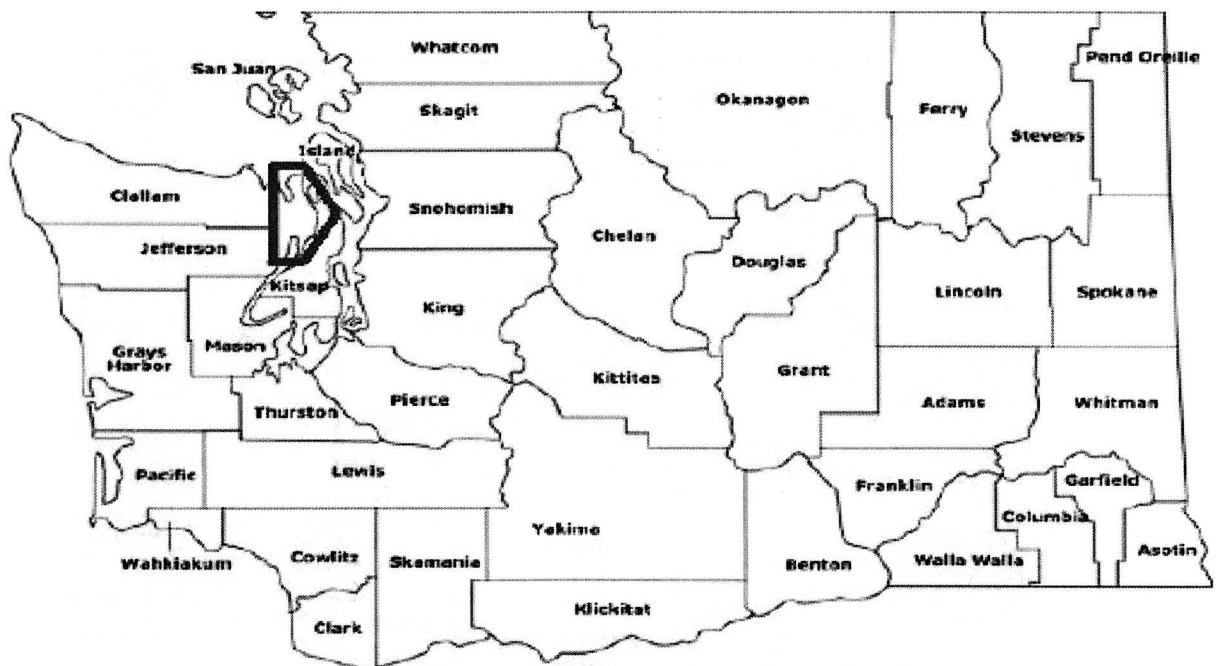 Whatcom
Pend Oreille
San Juan
Okanagon
Skagit
Ferry
Stevens
Island
Clallam
Snohomish
Chelan
Jefferson
Douglas
Kitsap
Lincoln
Spokane
King
Mason
Grays
Harbor
Kittitas
Grant
Pierce
Adams
Whitman
Thurston
Pacific
Lewis
Franklin
Garfield
Columbia
Yakima
Wahkiakum
Cowlitz
Skamania
Benton
Walla Walla
Asotin
Klickitat
Clark